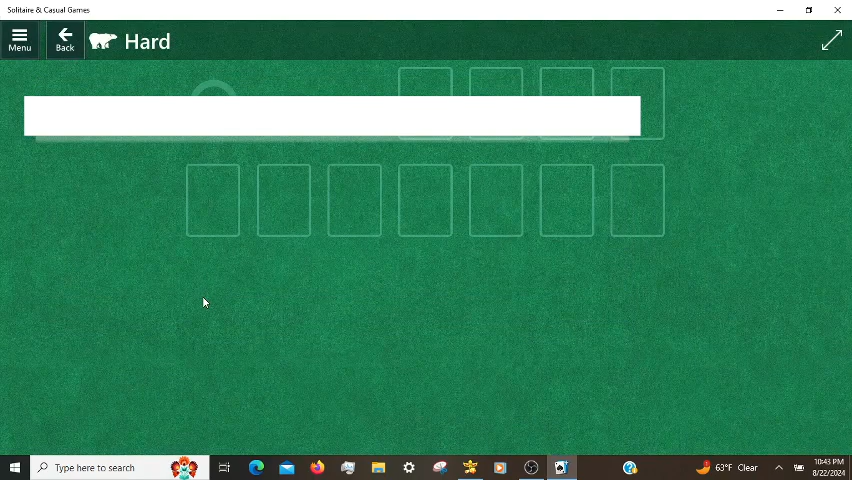 Solitaire & Casual Games
Menu
Back
Hard
Type here to search
63°F Clear
10:43 PM
8/22/2024